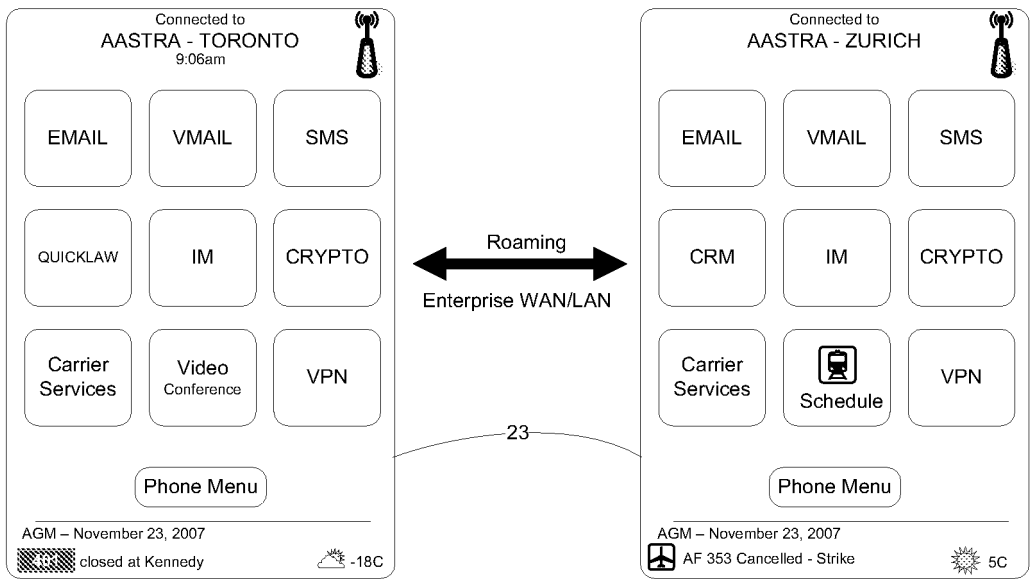 Connected to
AASTRA - TORONTO
9:06am
EMAIL
VMAIL
SMS
QUICKLAW
IM
CRYPTO
Carrier
Services
Video
Conference
VPN
Phone Menu
AGM – November 23, 2007
401 closed at Kennedy
-18C
Roaming
Enterprise WAN/LAN
23
Connected to
AASTRA - ZURICH
EMAIL
VMAIL
SMS
CRM
IM
CRYPTO
Carrier
Services
Schedule
VPN
Phone Menu
AGM – November 23, 2007
AF 353 Cancelled - Strike
5C